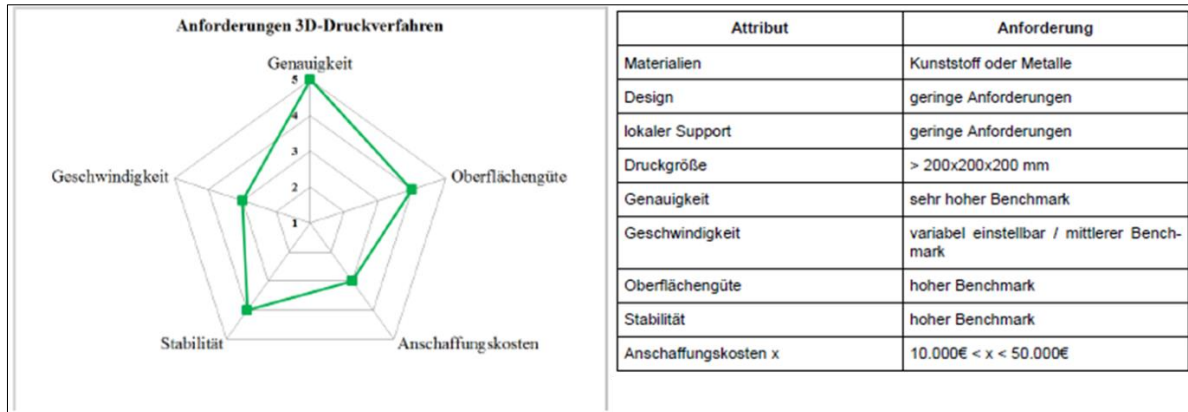 Anforderungen 3D-Druckverfahren
Genauigkeit
5
4
3
2
1
Geschwindigkeit
Oberflächengüte
Stabilität
Anschaffungskosten
Attribut Anforderung
Materialien Kunststoff oder Metalle
Design geringe Anforderungen
lokaler Support geringe Anforderungen
Druckgröße > 200x200x200 mm
Genauigkeit sehr hoher Benchmark
Geschwindigkeit variabel einstellbar / mittlerer Bench-
mark
Oberflächengüte hoher Benchmark
Stabilität hoher Benchmark
Anschaffungskosten x 10.000€ < x < 50.000€